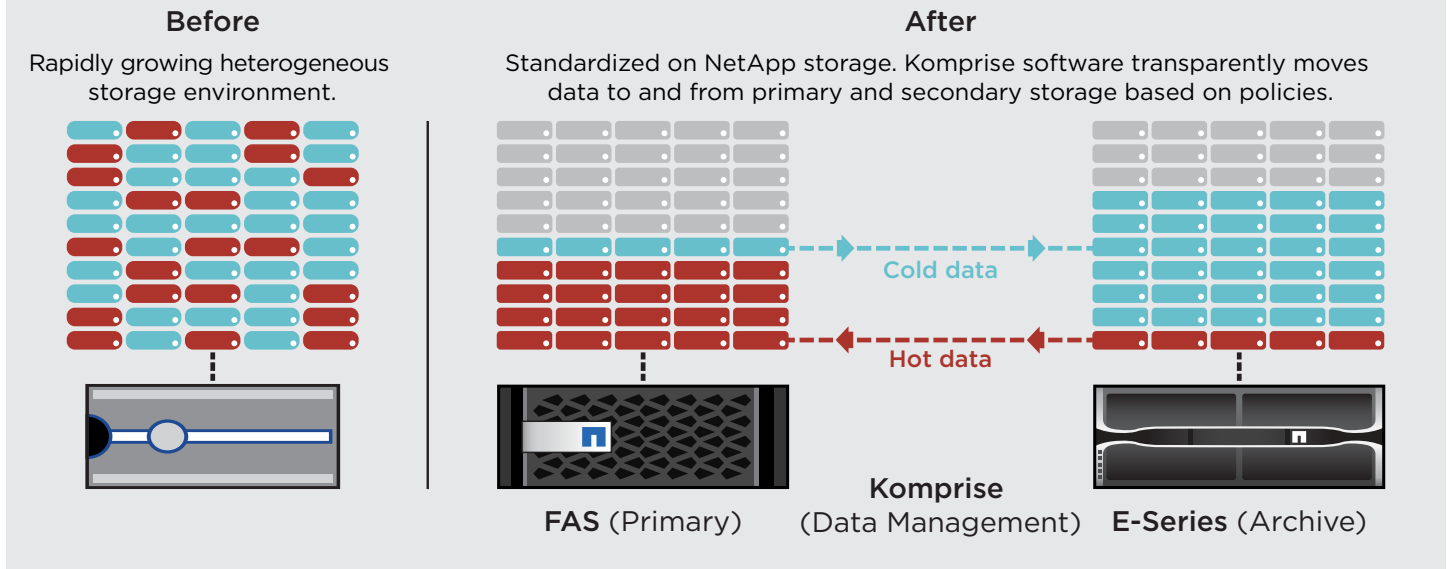 Before
Rapidly growing heterogeneous
storage environment.
After
Standardized on NetApp storage. Komprise software transparently moves
data to and from primary and secondary storage based on policies.
Cold data
Hot data
FAS (Primary)
Komprise
(Data Management)
E-Series (Archive)